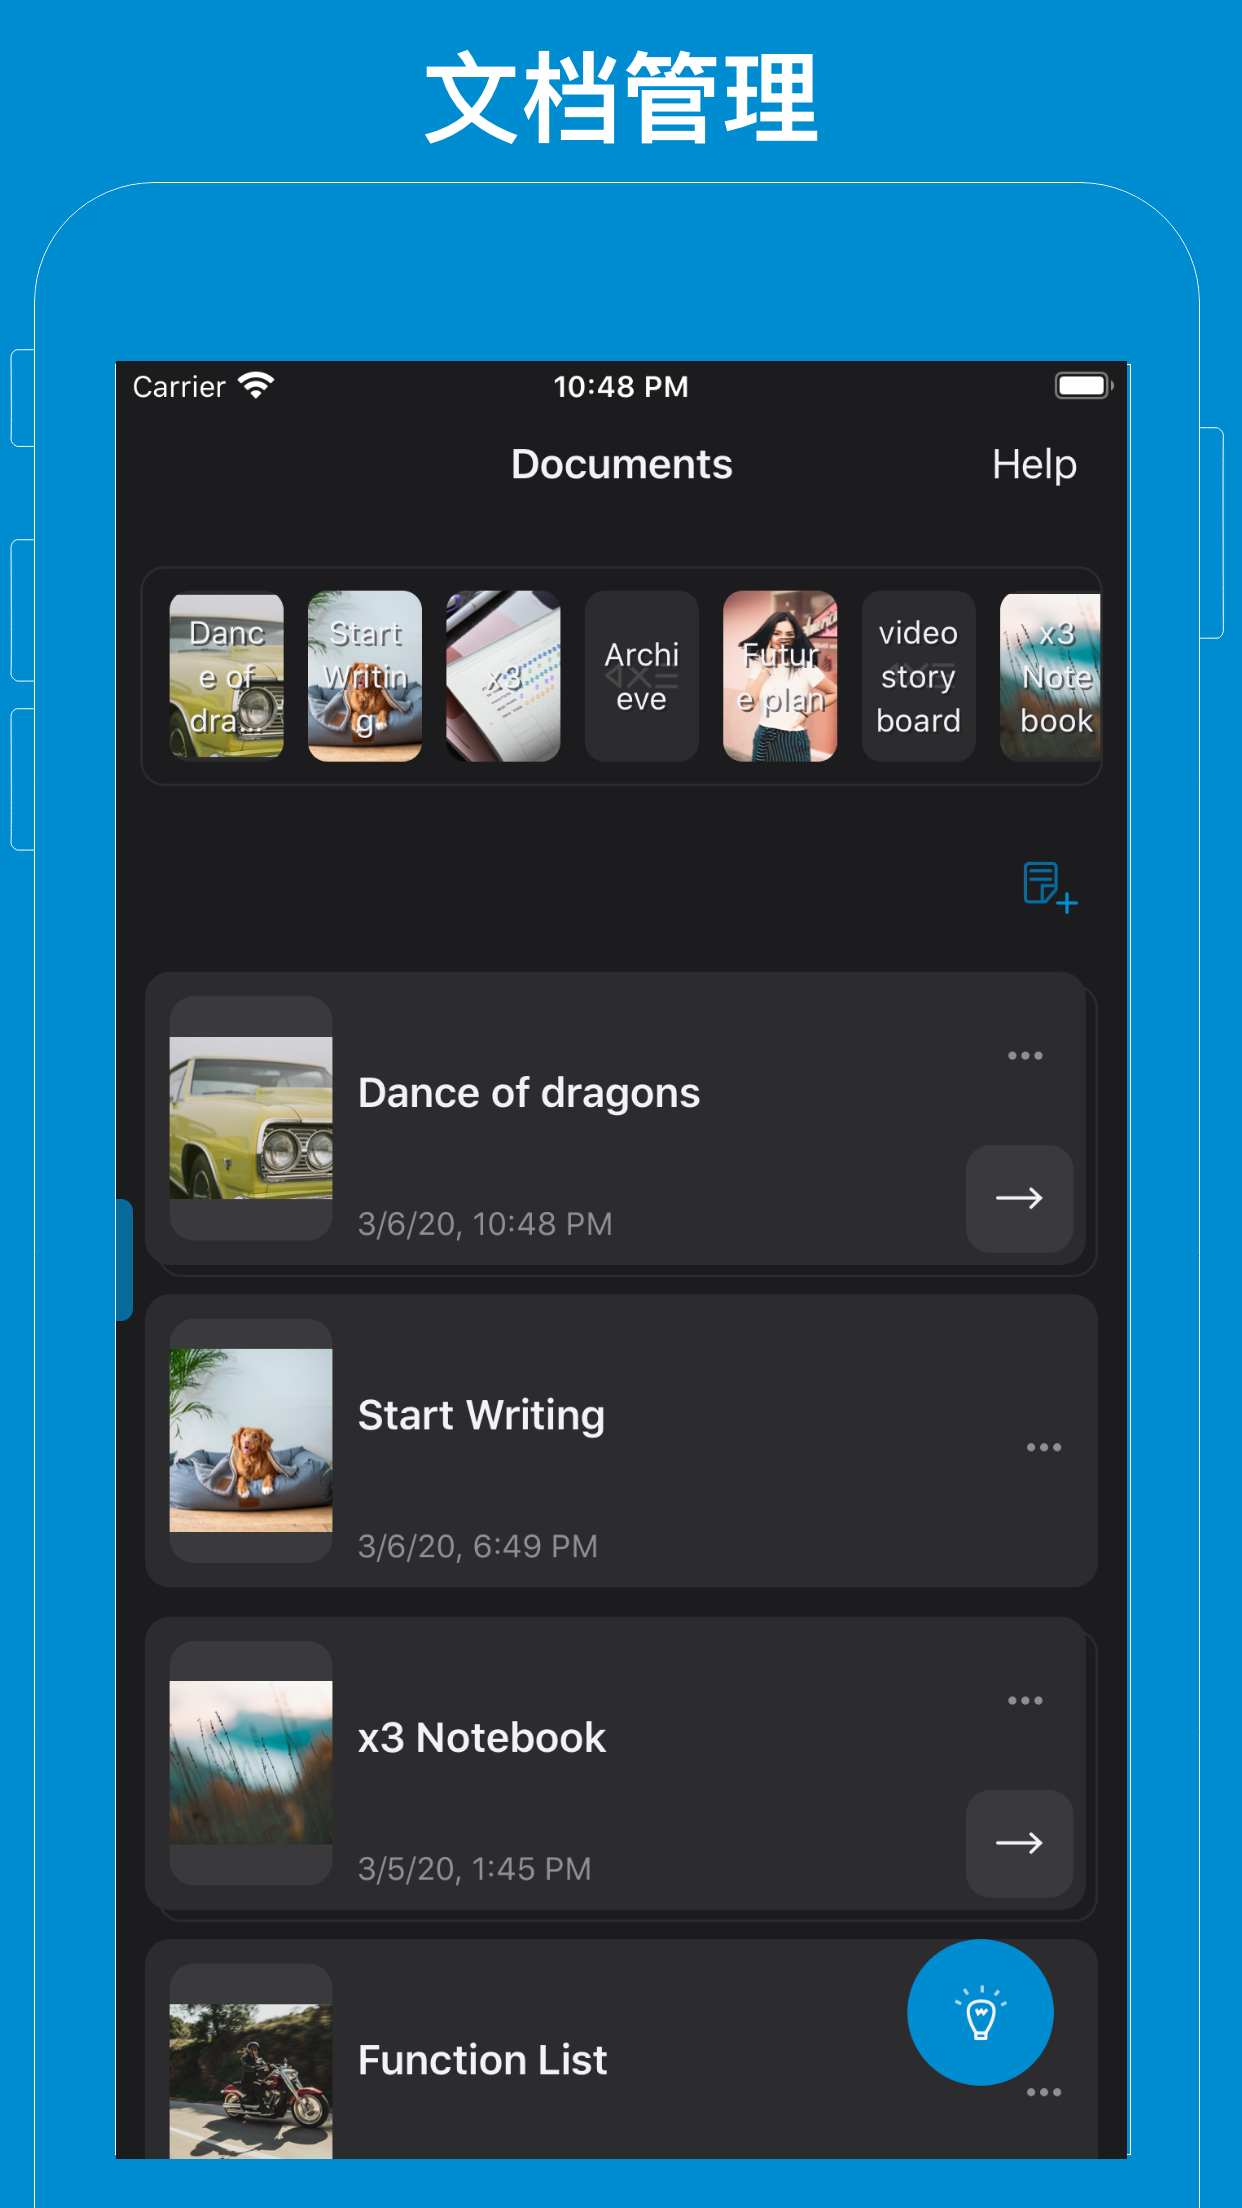 文档管理
Carrier
10:48 PM
Documents
Help
Danc
e of
dra...
Start
Writin
g
x3
Archi
eve
Futur
e plan
video
story
board
x3
Note
book
Dance of dragons
3/6/20, 10:48 PM
Start Writing
3/6/20, 6:49 PM
x3 Notebook
3/5/20, 1:45 PM
Function List